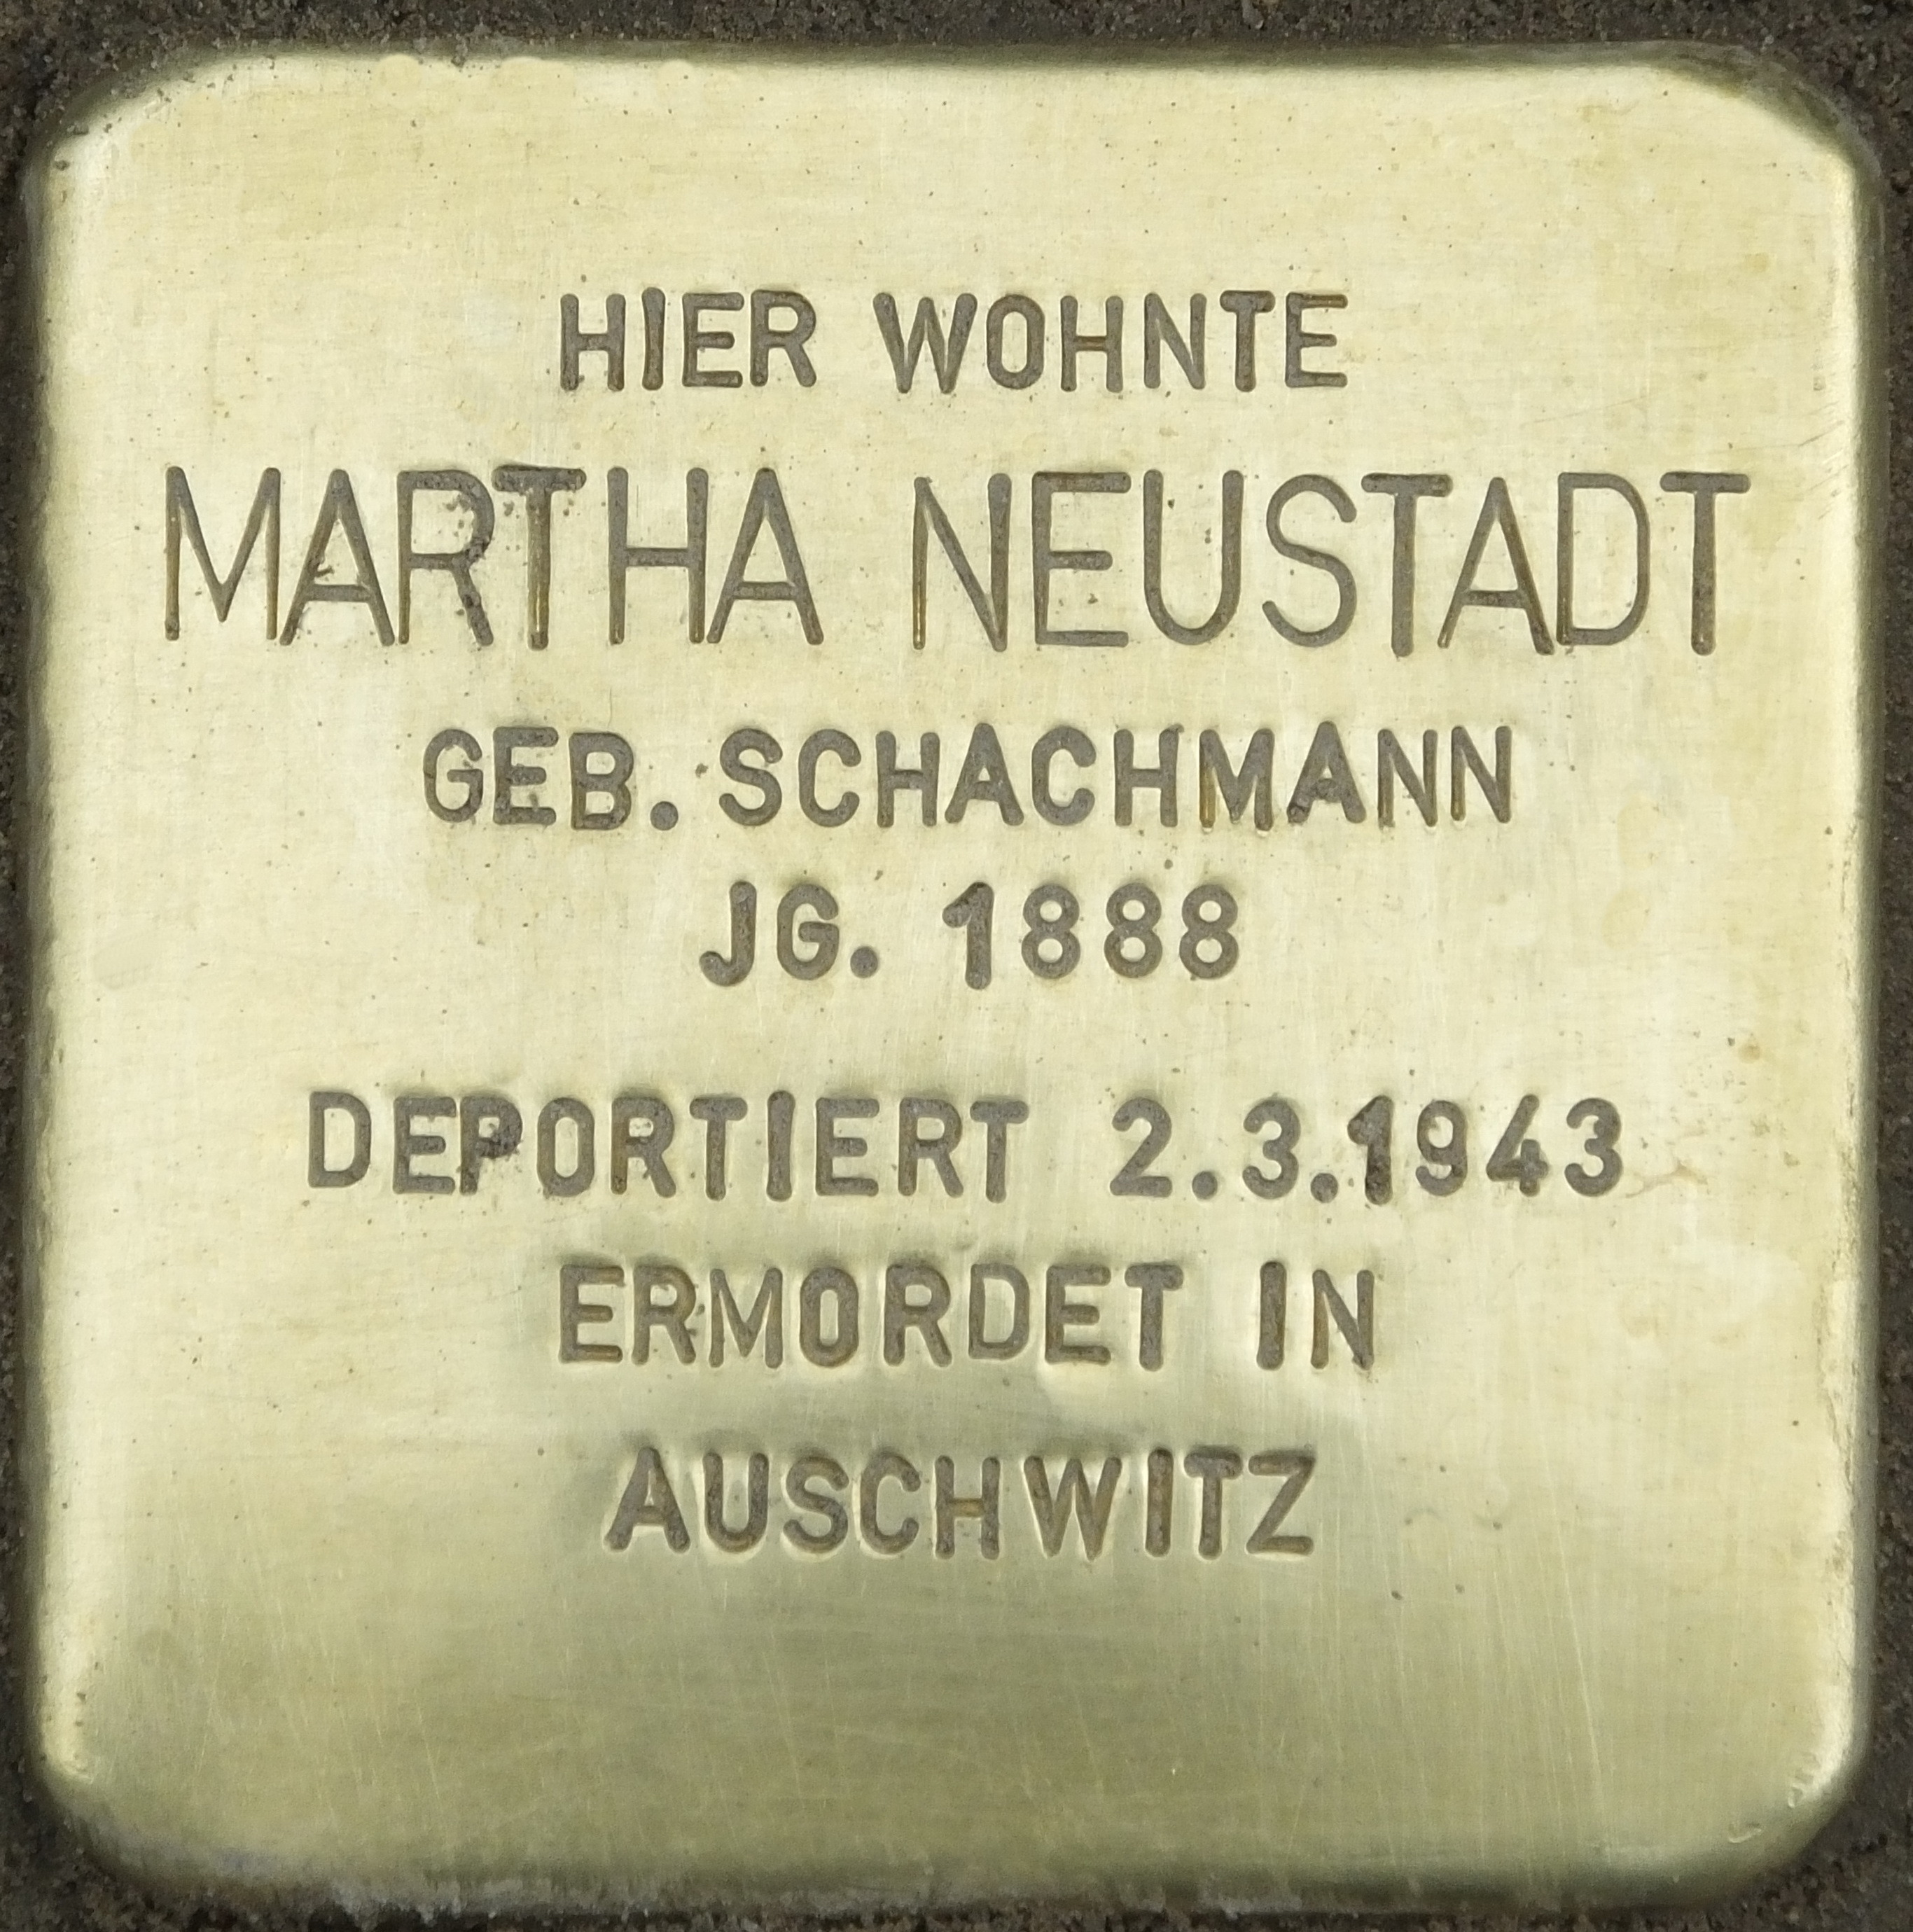 HIER WOHNTE
MARTHA NEUSTADT
GEB. SCHACHMANN
JG. 1888
DEPORTIERT 2.3.1943
ERMORDET IN
AUSCHWITZ